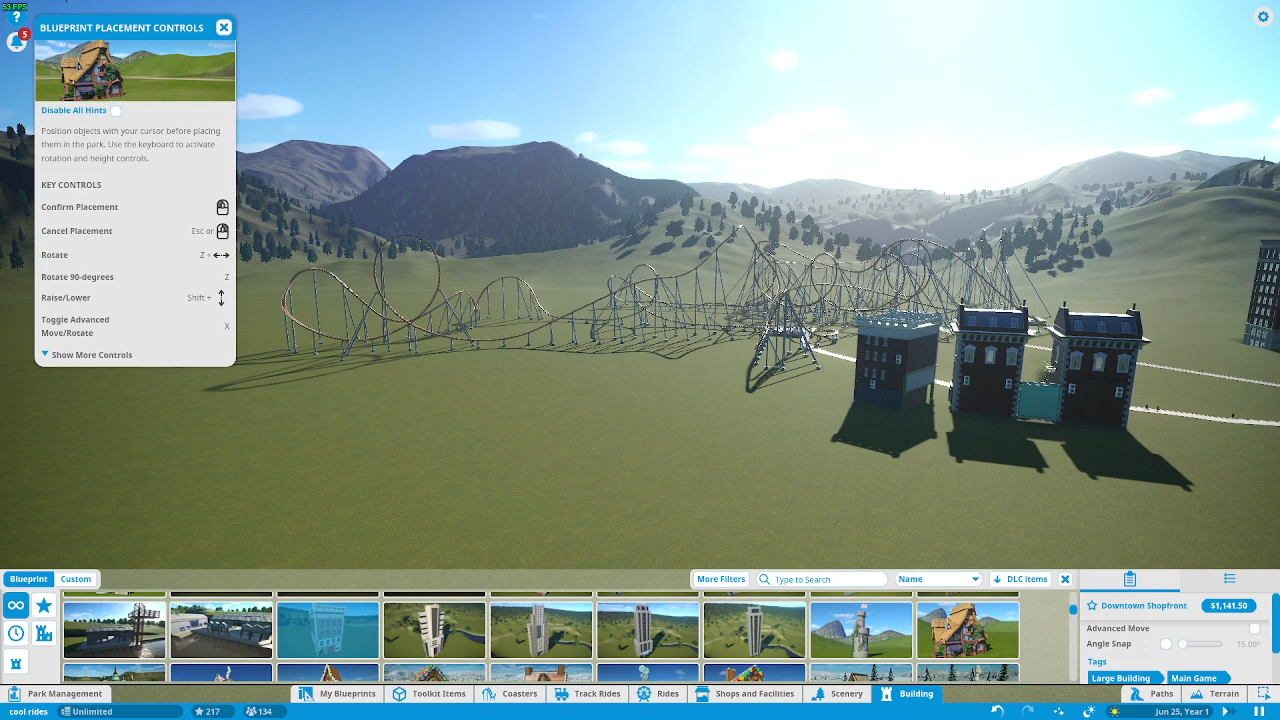 53 FPS
?
5
BLUEPRINT PLACEMENT CONTROLS
Disable All Hints
Position objects with your cursor before placing
them in the park. Use the keyboard to activate
rotation and height controls.
KEY CONTROLS
Confirm Placement
Cancel Placement Esc or
Rotate Z +
Rotate 90-degrees Z
Raise/Lower Shift +
Toggle Advanced
Move/Rotate X
Show More Controls
Blueprint Custom
More Filters Type to Search Name DLC items
Downtown Shopfront $1,141.50
Advanced Move
Angle Snap 15.00°
Tags
Large Building Main Game
Park Management My Blueprints Toolkit Items Coasters Track Rides Rides Shops and Facilities Scenery Building Paths Terrain
cool rides Unlimited 217 134 Jun 25, Year 1